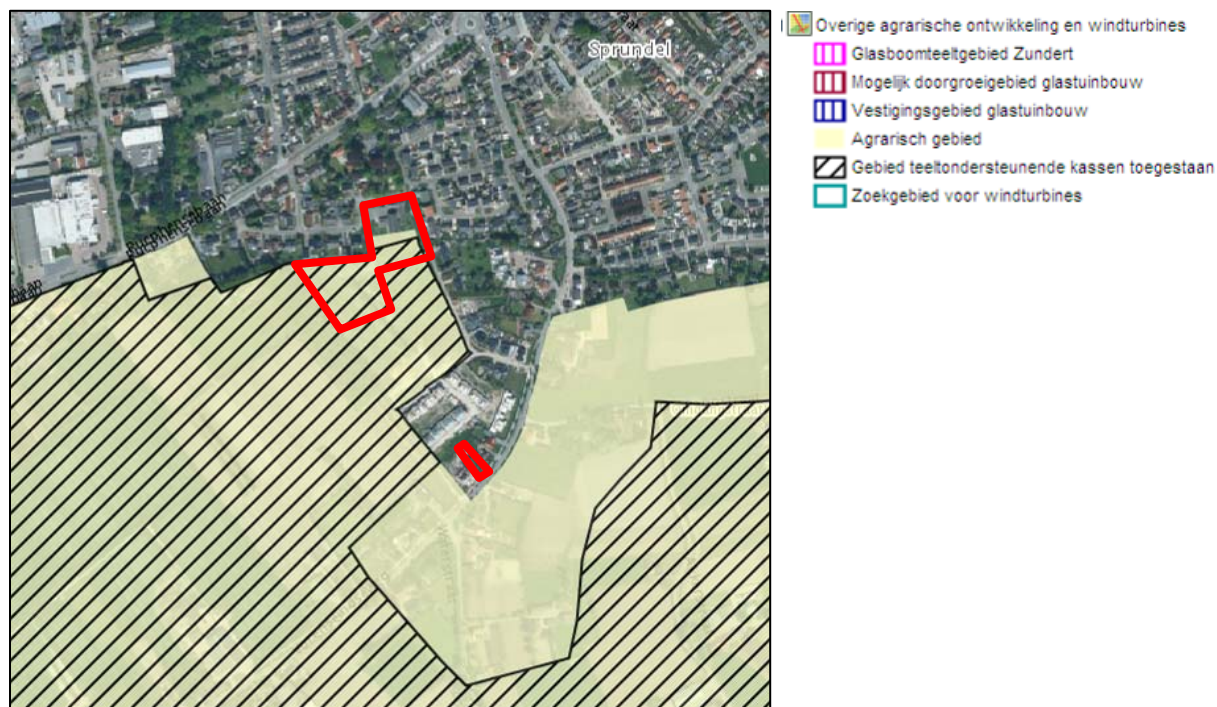 Sprundel
Overige agrarische ontwikkeling en windturbines
Glasboomteeltgebied Zundert
Mogelijk doorgroeigebied glastuinbouw
Vestigingsgebied glastuinbouw
Agrarisch gebied
Gebied teeltondersteunende kassen toegestaan
Zoekgebied voor windturbines